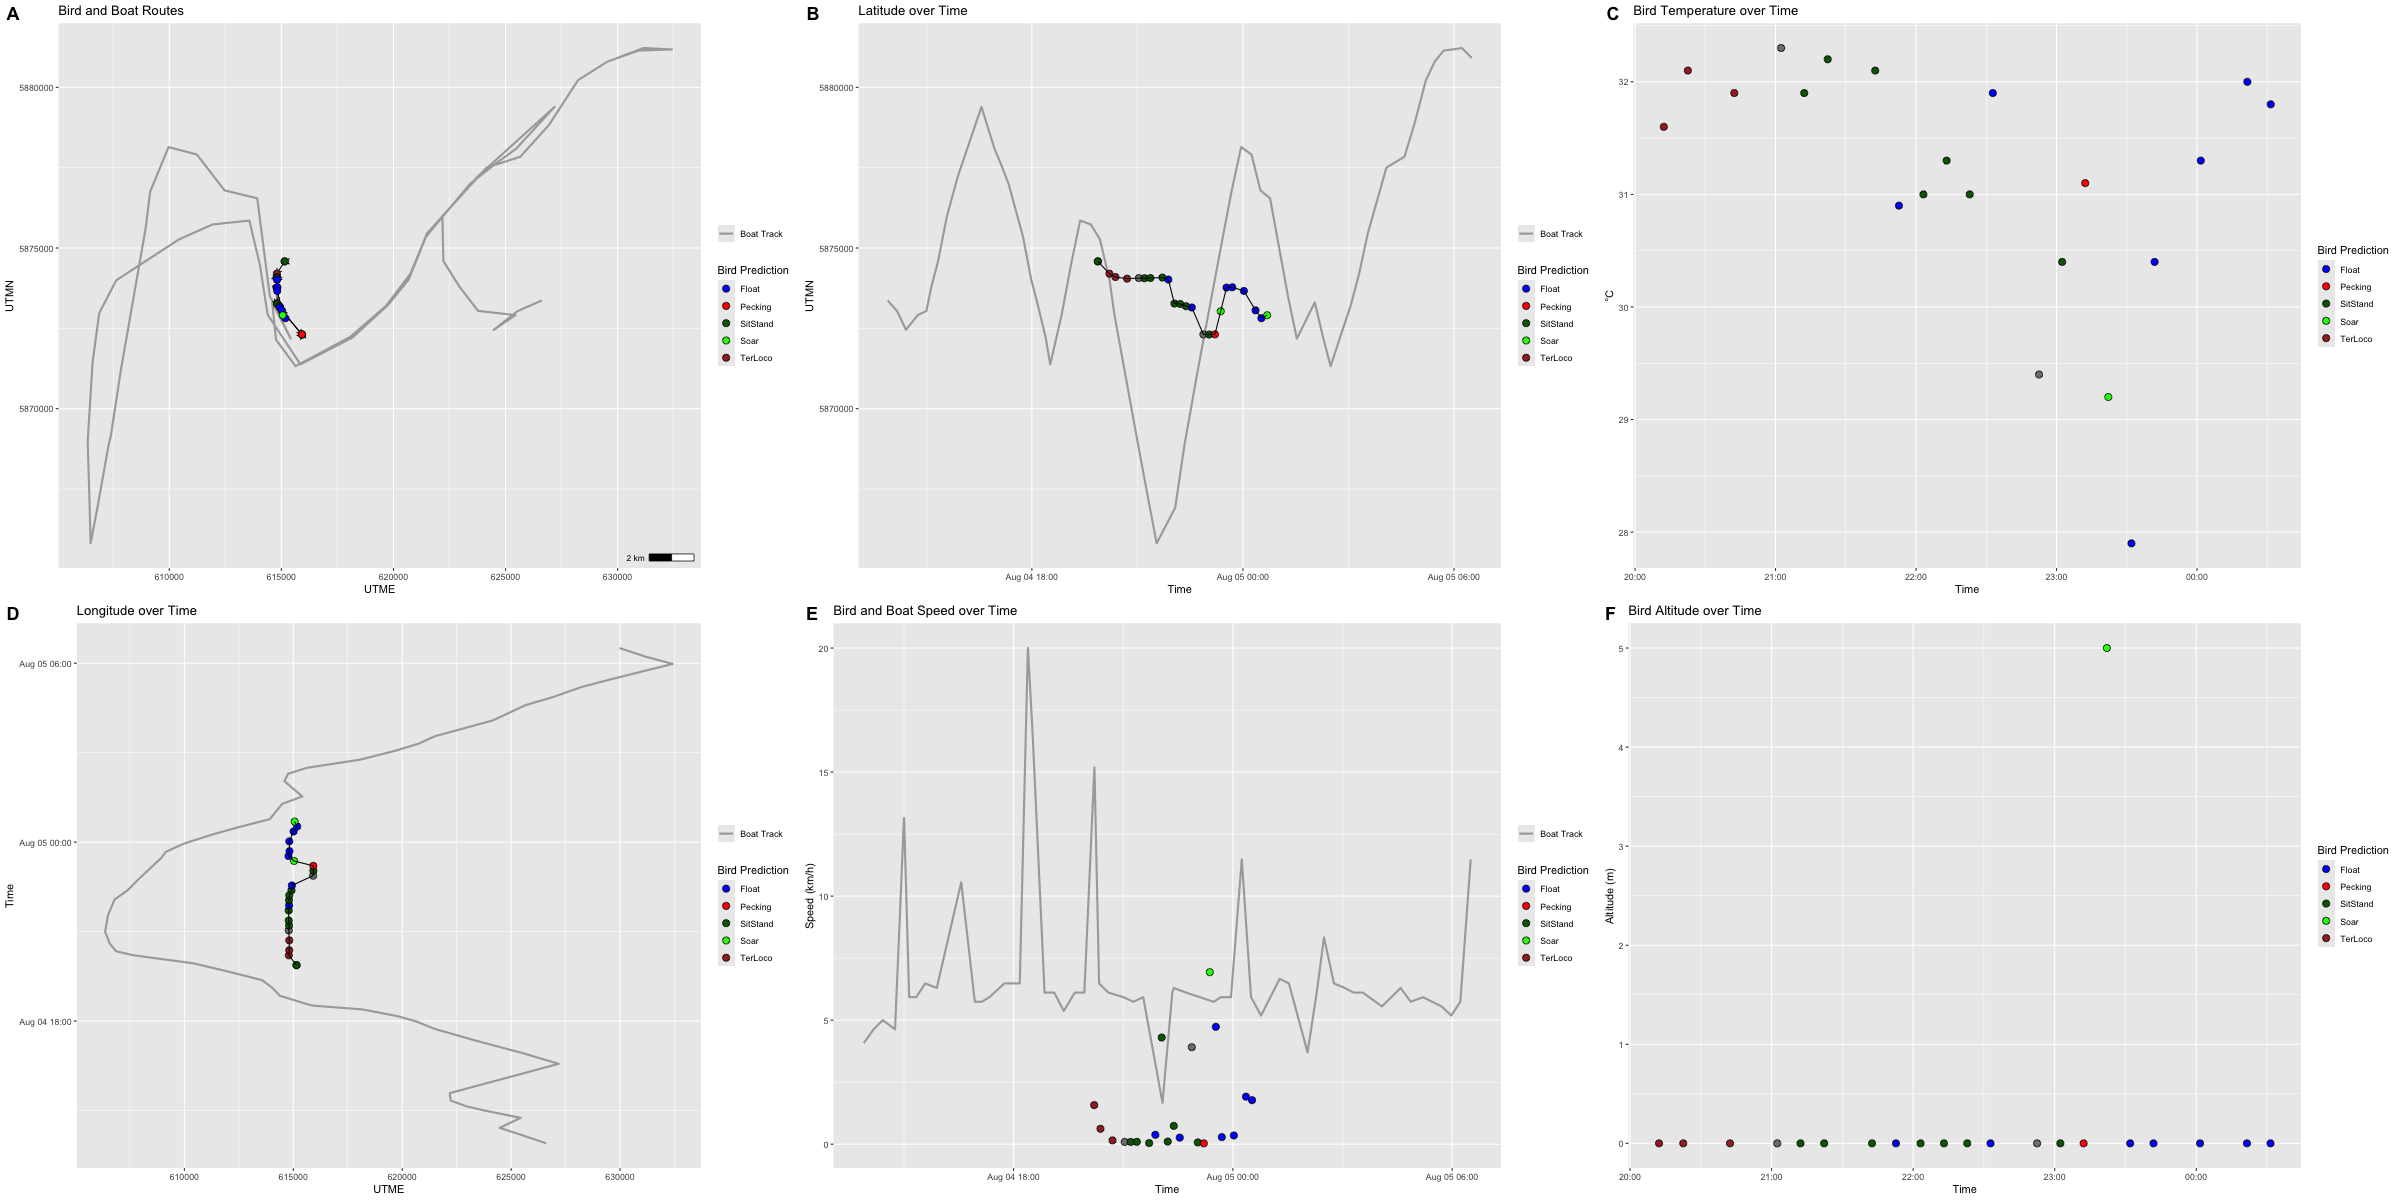 A Bird and Boat Routes
5880000
5875000
5870000
UTMN
610000 615000 620000 625000 630000
UTME
2 km
Boat Track
Bird Prediction
Float
Pecking
SitStand
Soar
TerLoco
B Latitude over Time
5880000
5875000
5870000
UTMN
Aug 04 18:00 Aug 05 00:00 Aug 05 06:00
Time
Boat Track
Bird Prediction
Float
Pecking
SitStand
Soar
TerLoco
C Bird Temperature over Time
32
31
30
29
28
°C
20:00 21:00 22:00 23:00 00:00
Time
Bird Prediction
Float
Pecking
SitStand
Soar
TerLoco
D Longitude over Time
Aug 05 06:00
Aug 05 00:00
Aug 04 18:00
Time
610000 615000 620000 625000 630000
UTME
Boat Track
Bird Prediction
Float
Pecking
SitStand
Soar
TerLoco
E Bird and Boat Speed over Time
20
15
10
5
0
Speed (km/h)
Aug 04 18:00 Aug 05 00:00 Aug 05 06:00
Time
Boat Track
Bird Prediction
Float
Pecking
SitStand
Soar
TerLoco
F Bird Altitude over Time
5
4
3
2
1
0
Altitude (m)
20:00 21:00 22:00 23:00 00:00
Time
Bird Prediction
Float
Pecking
SitStand
Soar
TerLoco